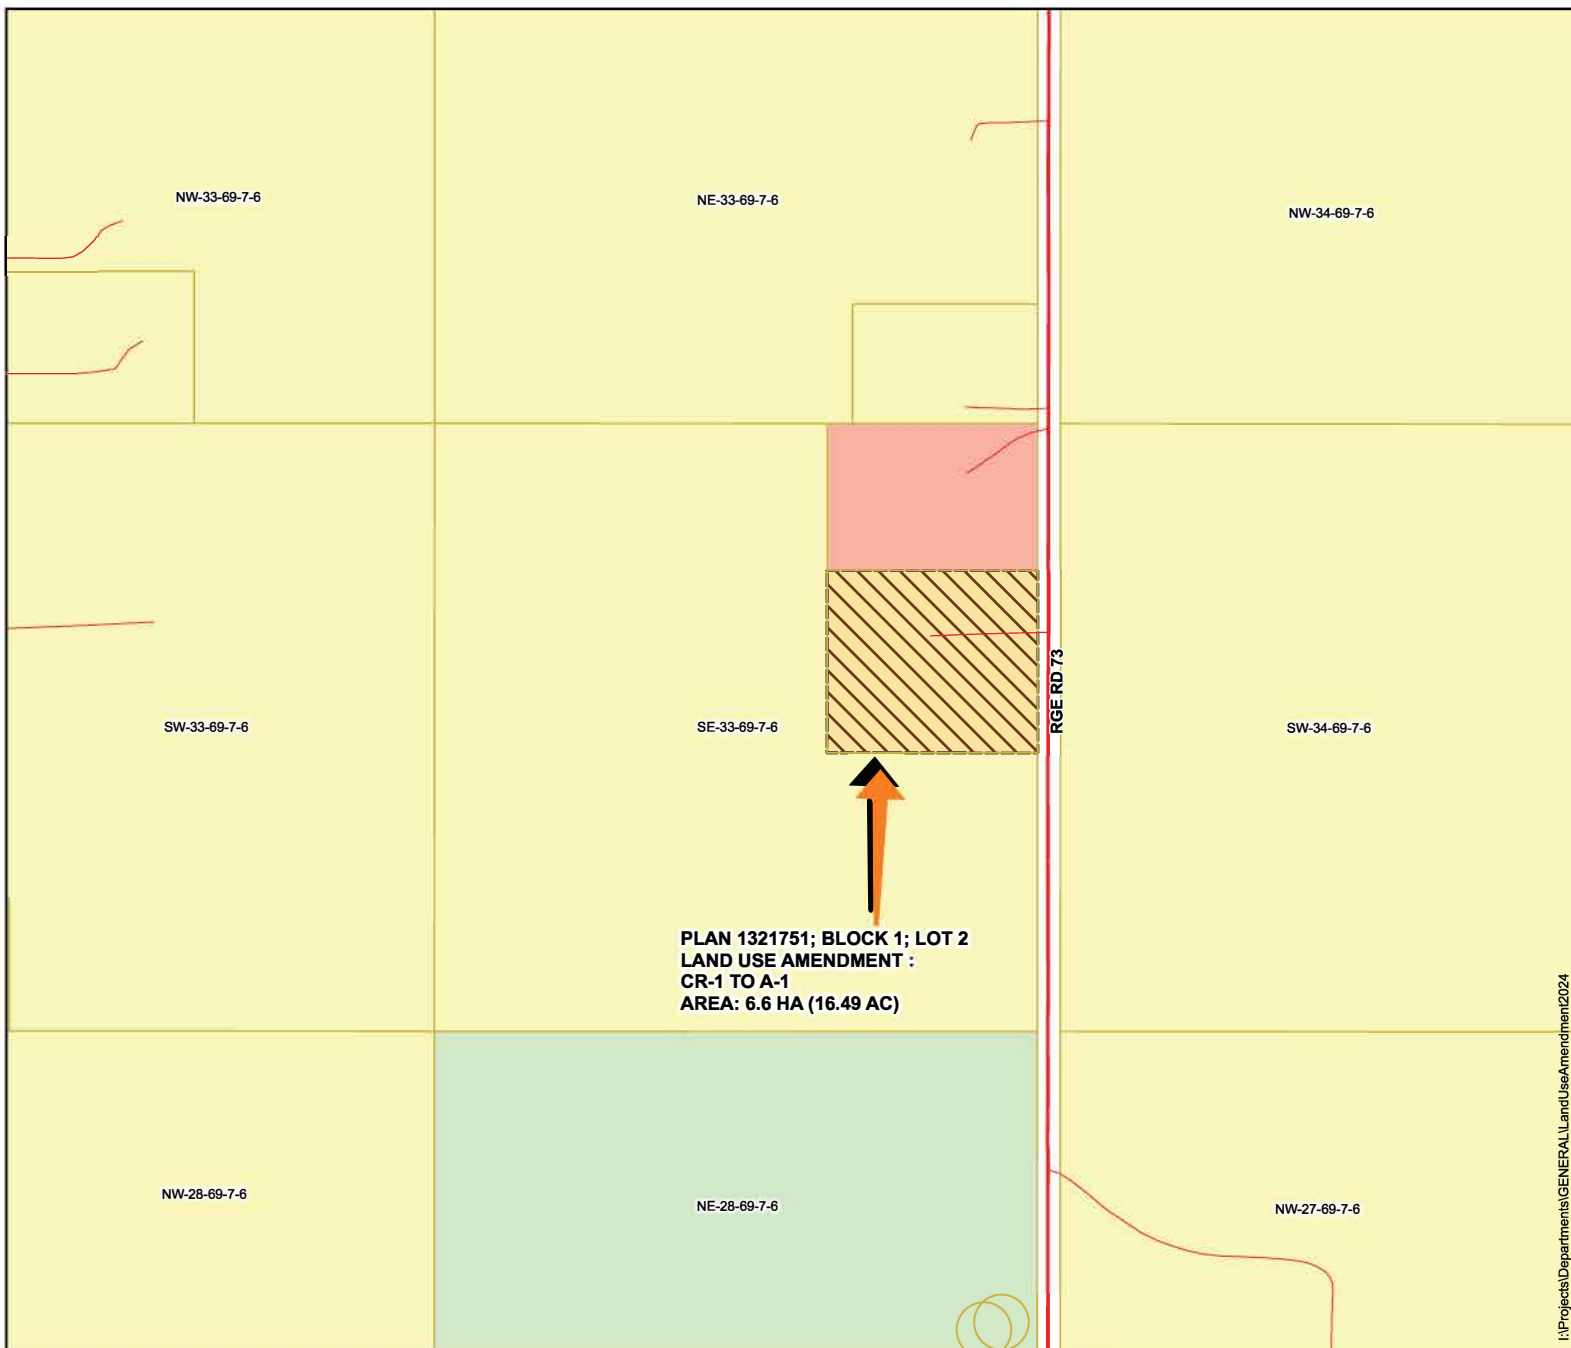 NW-33-69-7-6
NE-33-69-7-6
NW-34-69-7-6
RGE RD 73
SW-33-69-7-6
SE-33-69-7-6
SW-34-69-7-6
PLAN 1321751; BLOCK 1; LOT 2
LAND USE AMENDMENT :
CR-1 TO A-1
AREA: 6.6 HA (16.49 AC)
NW-28-69-7-6
NE-28-69-7-6
NW-27-69-7-6
I:\Projects\Departments\GENERAL\LandUseAmendment2024